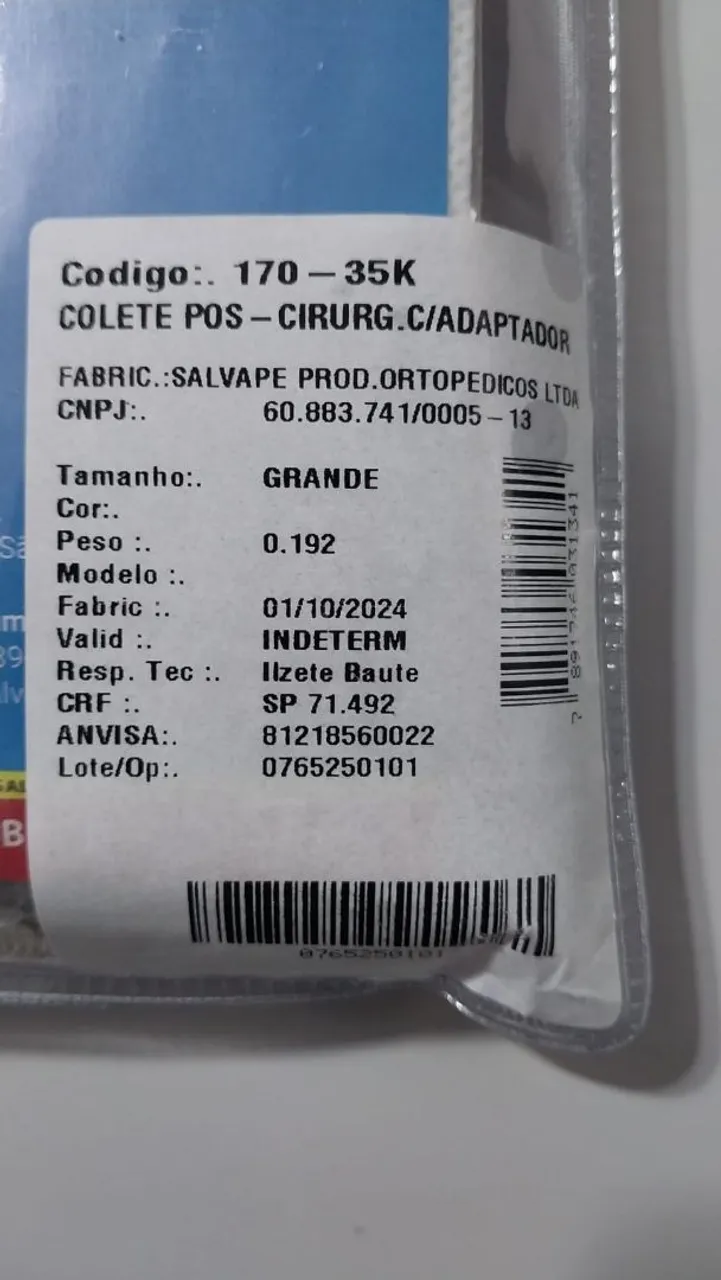 Codigo:. 170 – 35K
COLETE POS – CIRURG.C/ADAPTADOR
FABRIC.:SALVAPE PROD.ORTOPEDICOS LTDA
CNPJ:. 60.883.741/0005 – 13
Tamanho:. GRANDE
Cor:.
Peso :. 0.192
Modelo :.
Fabric :. 01/10/2024
Valid :. INDETERM
Resp. Tec :. Ilzete Baute
CRF :. SP 71.492
ANVISA:. 81218560022
Lote/Op:. 0765250101
0765250101